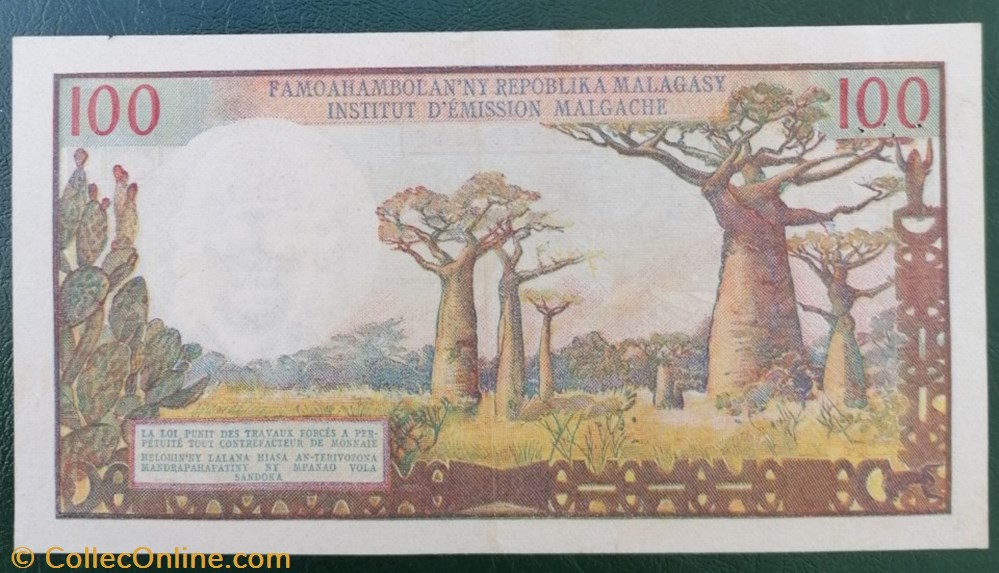 FAMOAHAMBOLAN'NY REPOBLIKA MALAGASY
INSTITUT D'ÉMISSION MALGACHE
100
100
LA LOI PUNIT DES TRAVAUX FORCÉS A PER-
PÉTUITÉ TOUT CONTREFACTEUR DE MONNAIE
HELOHIN'NY LALANA HIASA AN-TERIVOZONA
MANDRAPAHAFATINY NY MPANAO VOLA
SANDOKA
© CollecOnline.com